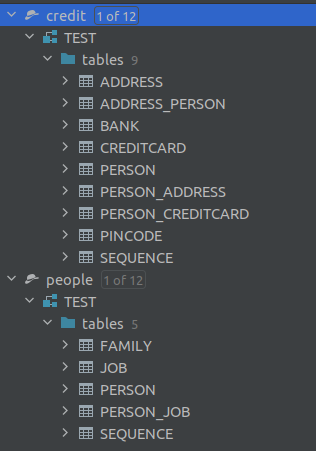 credit 1 of 12
TEST
tables 9
ADDRESS
ADDRESS_PERSON
BANK
CREDITCARD
PERSON
PERSON_ADDRESS
PERSON_CREDITCARD
PINCODE
SEQUENCE
people 1 of 12
TEST
tables 5
FAMILY
JOB
PERSON
PERSON_JOB
SEQUENCE